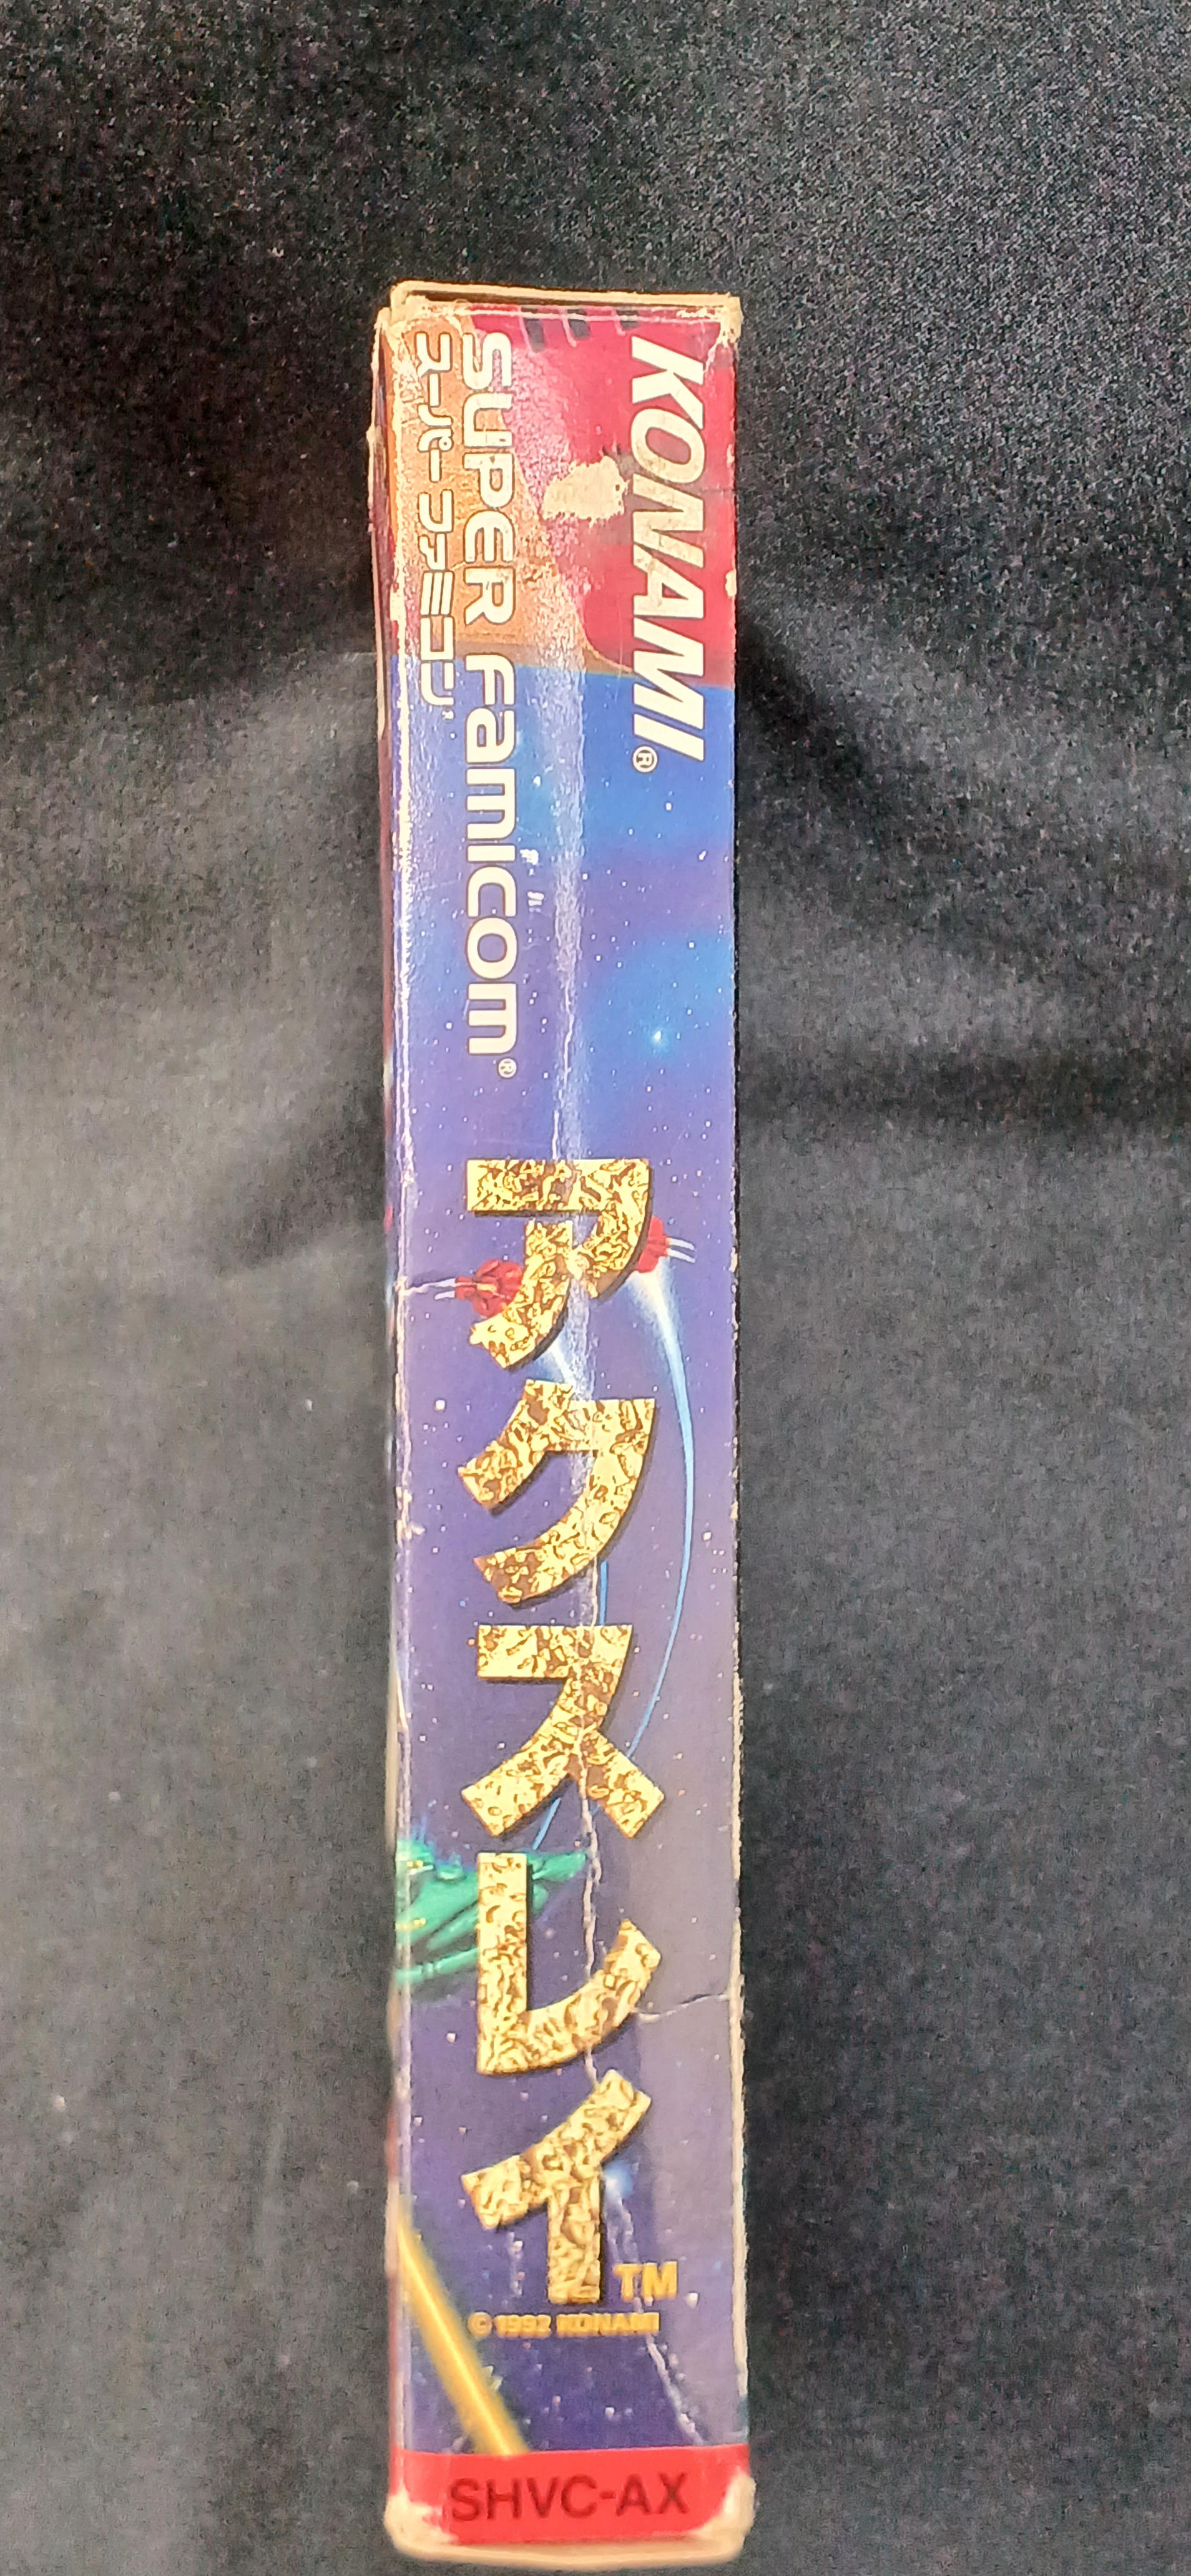 KONAMI®
SUPER Famicom®
スーパーファミコン
アクスレイ™
© 1992 KONAMI
SHVC-AX